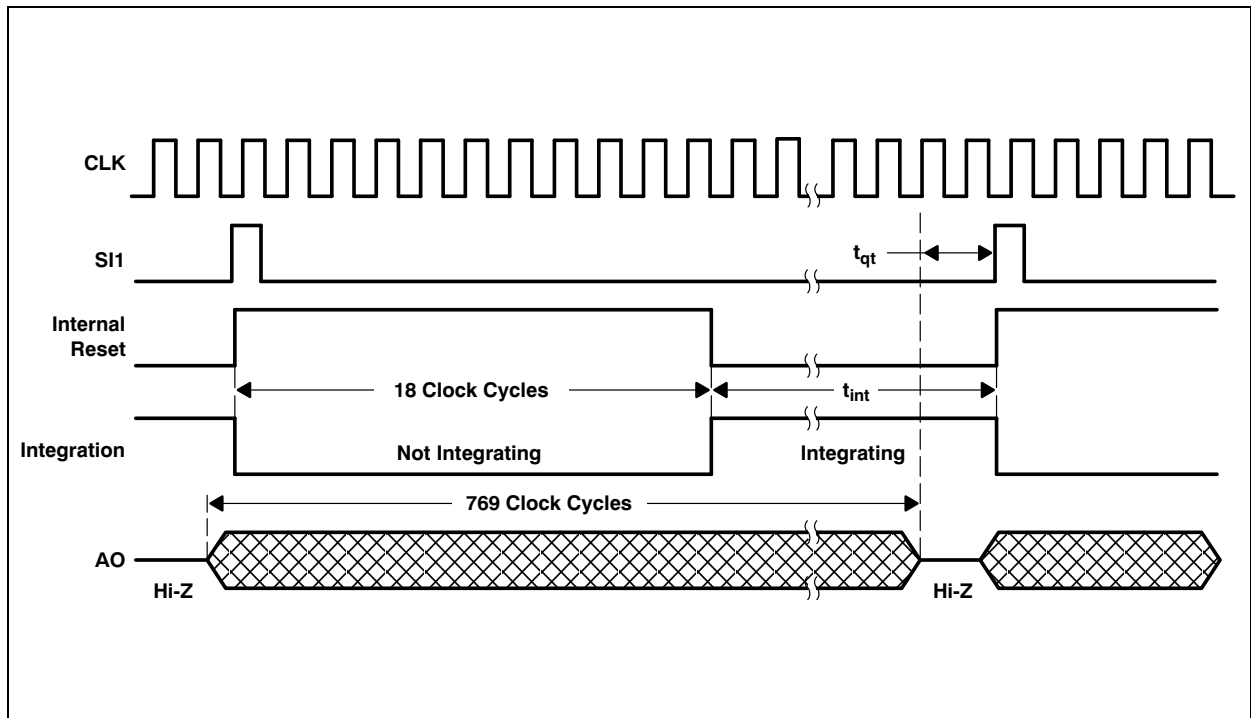 CLK
SI1
t_qt
Internal
Reset
18 Clock Cycles
t_int
Integration
Not Integrating
Integrating
769 Clock Cycles
AO
Hi-Z
Hi-Z